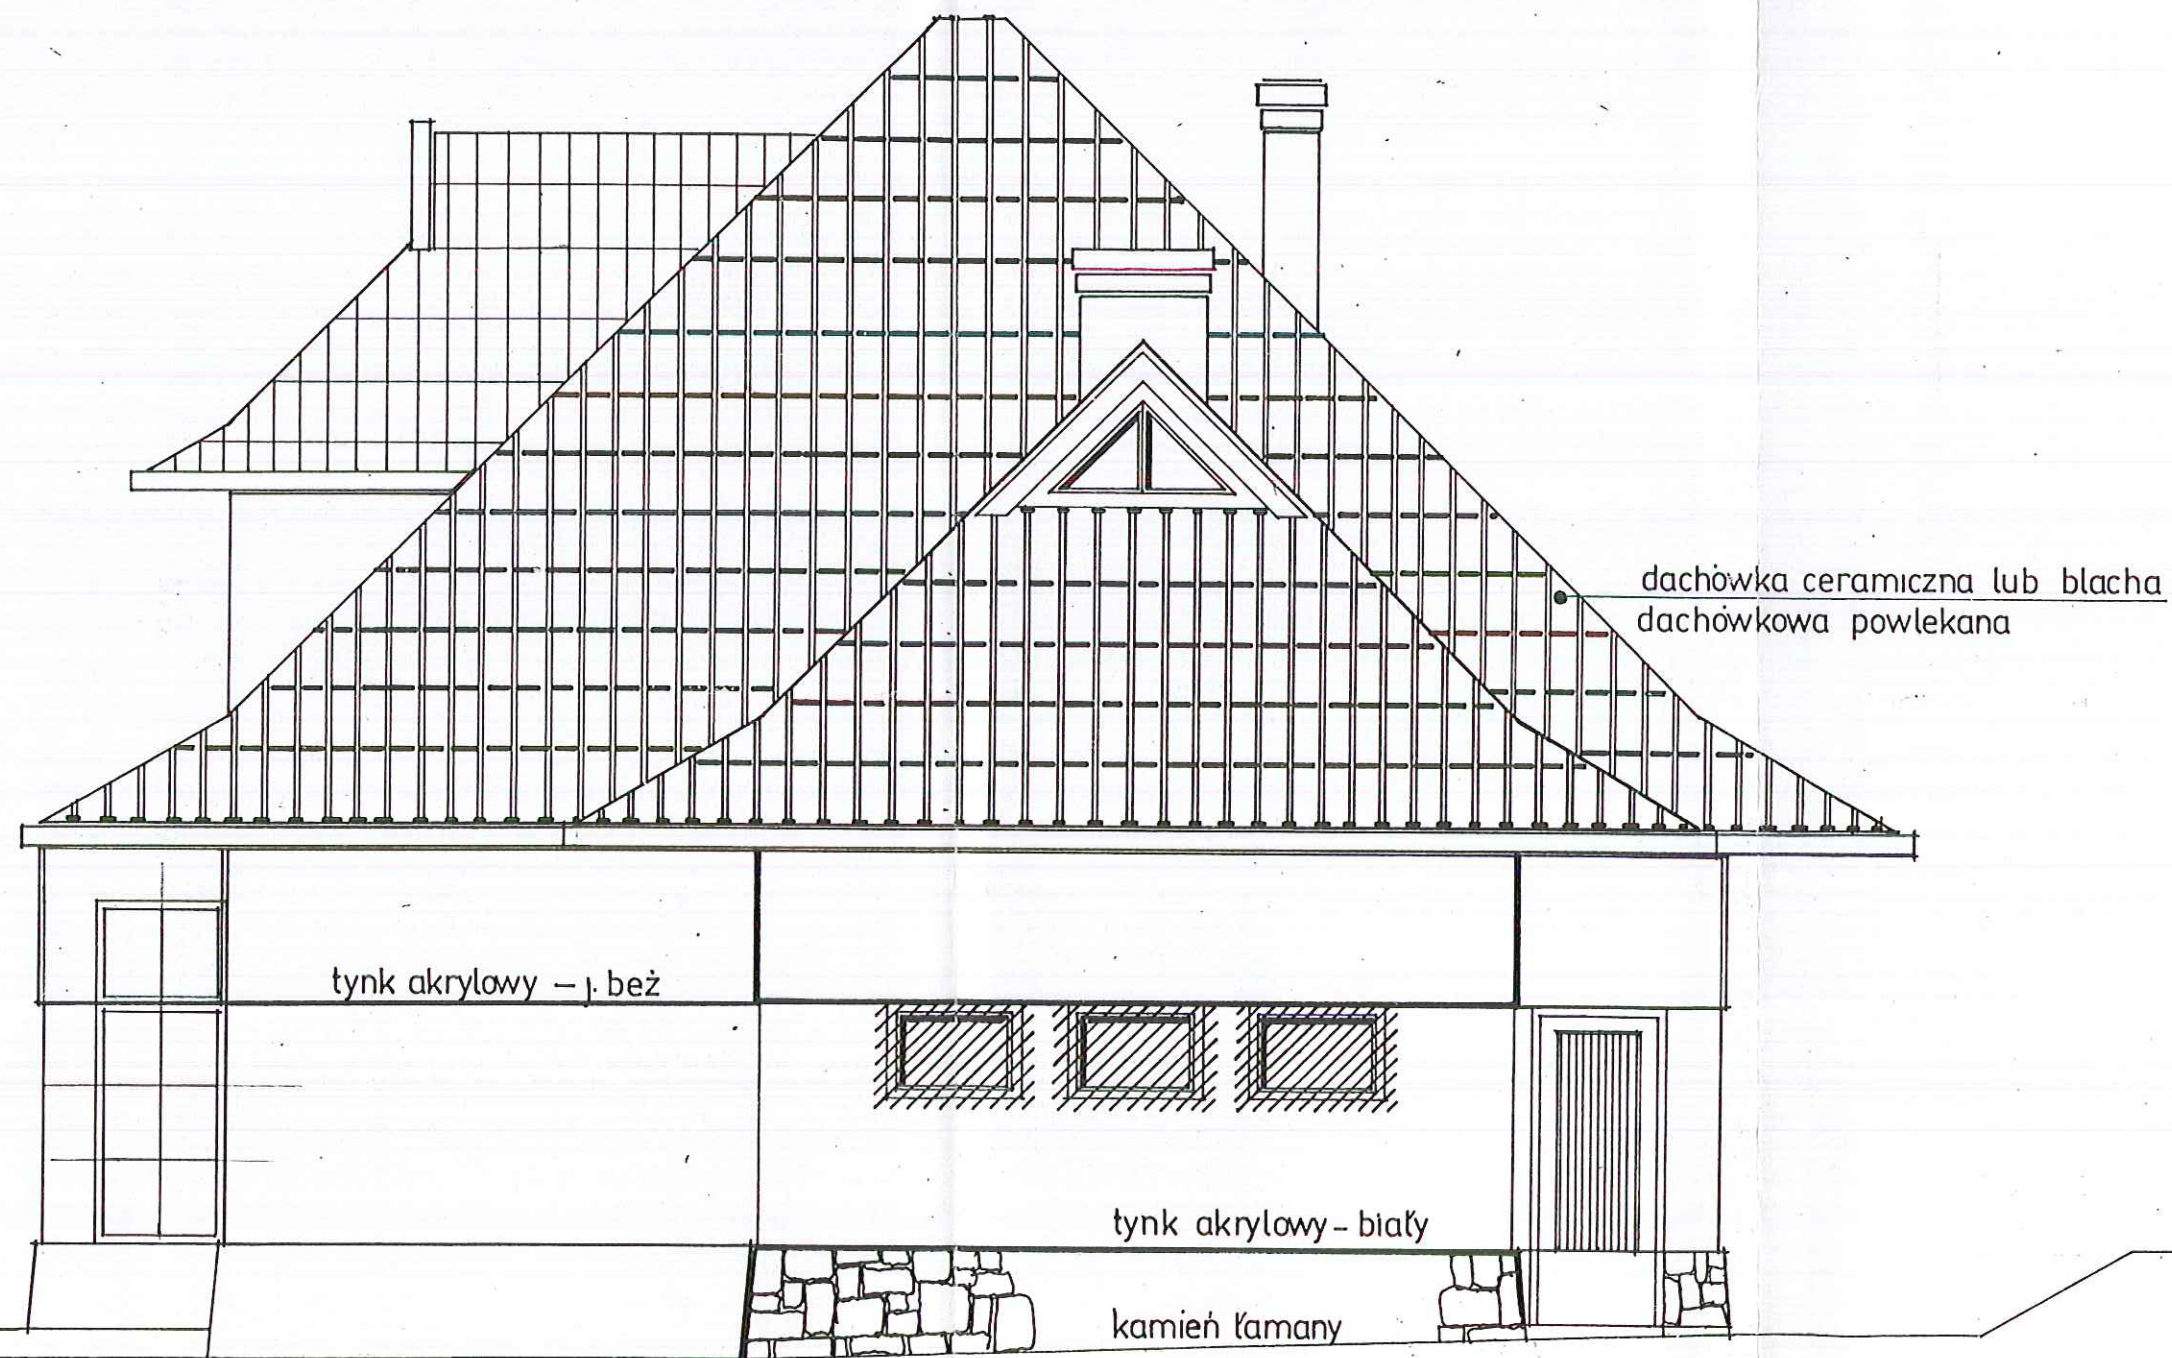 dachówka ceramiczna lub blacha
dachówkowa powlekana
tynk akrylowy – j. beż
tynk akrylowy – biały
kamień łamany